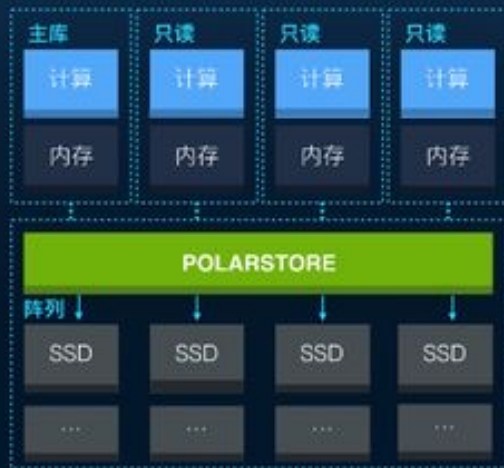 主库 只读 只读 只读
计算 计算 计算 计算
内存 内存 内存 内存
POLARSTORE
阵列
SSD SSD SSD SSD
... ... ... ...